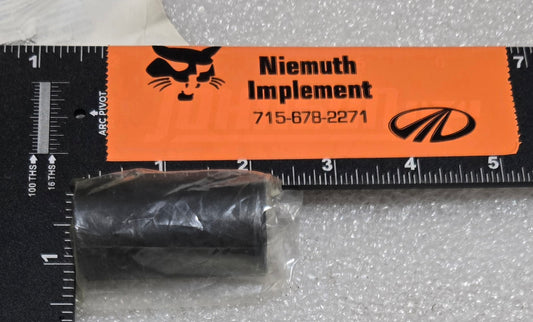 1
7
Niemuth
Implement
715-678-2271
ARC PIVOT
100 THS
16 THS
1 2 3 4 5
1